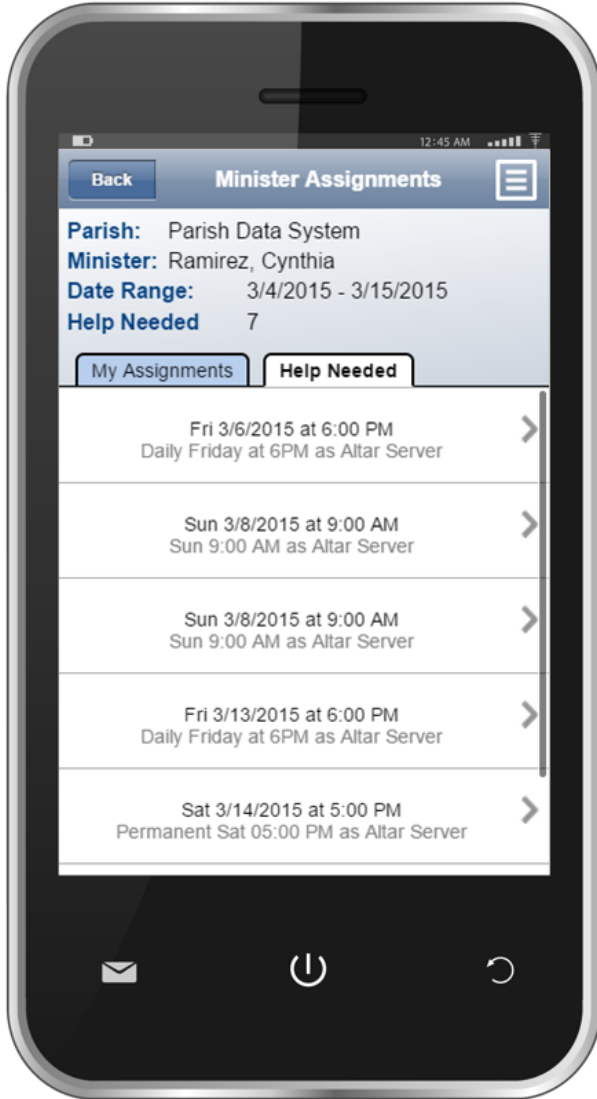 12:45 AM
Back Minister Assignments
Parish: Parish Data System
Minister: Ramirez, Cynthia
Date Range: 3/4/2015 - 3/15/2015
Help Needed 7
My Assignments Help Needed
Fri 3/6/2015 at 6:00 PM
Daily Friday at 6PM as Altar Server
Sun 3/8/2015 at 9:00 AM
Sun 9:00 AM as Altar Server
Sun 3/8/2015 at 9:00 AM
Sun 9:00 AM as Altar Server
Fri 3/13/2015 at 6:00 PM
Daily Friday at 6PM as Altar Server
Sat 3/14/2015 at 5:00 PM
Permanent Sat 05:00 PM as Altar Server